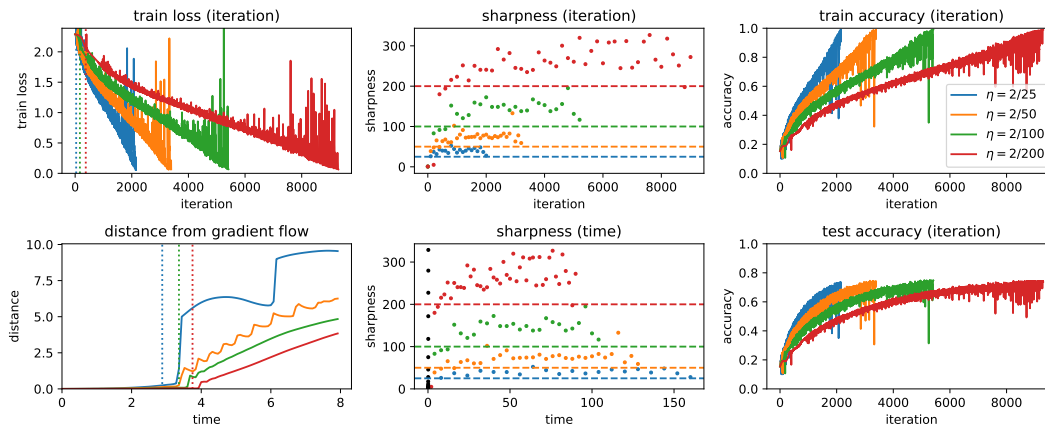 train loss (iteration)
train loss
2.0
1.5
1.0
0.5
0.0
0 2000 4000 6000 8000
iteration
sharpness (iteration)
sharpness
300
200
100
0
0 2000 4000 6000 8000
iteration
train accuracy (iteration)
accuracy
1.0
0.8
0.6
0.4
0.2
0.0
0 2000 4000 6000 8000
iteration
η = 2/25
η = 2/50
η = 2/100
η = 2/200
distance from gradient flow
distance
10.0
7.5
5.0
2.5
0.0
0 2 4 6 8
time
sharpness (time)
sharpness
300
200
100
0
0 50 100 150
time
test accuracy (iteration)
accuracy
1.0
0.8
0.6
0.4
0.2
0.0
0 2000 4000 6000 8000
iteration